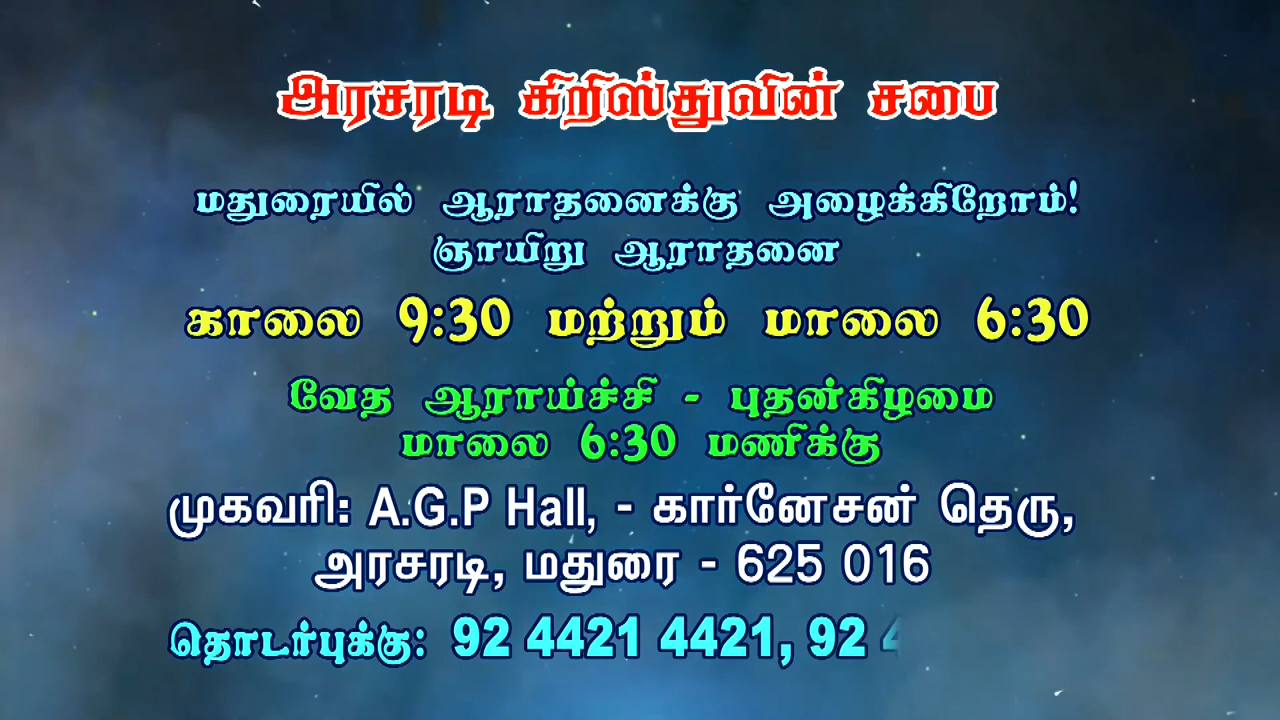 அரசரடி கிறிஸ்துவின் சபை
மதுரையில் ஆராதனைக்கு அழைக்கிறோம்!
ஞாயிறு ஆராதனை
காலை 9:30 மற்றும் மாலை 6:30
வேத ஆராய்ச்சி - புதன்கிழமை
மாலை 6:30 மணிக்கு
முகவரி: A.G.P Hall, - கார்னேசன் தெரு,
அரசரடி, மதுரை - 625 016
தொடர்புக்கு: 92 4421 4421, 92